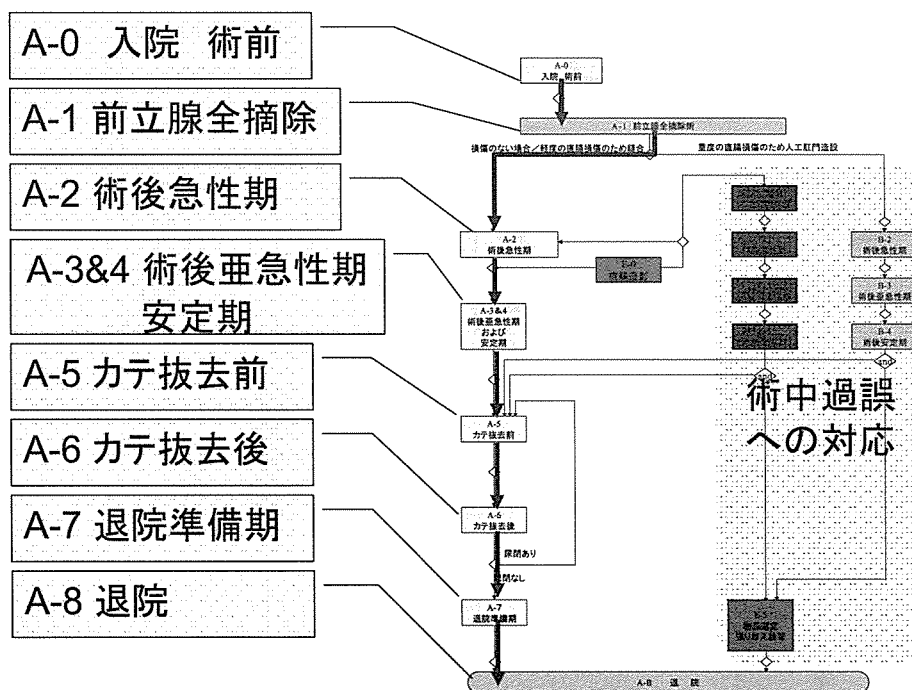 A-0 入院 術前
A-1 前立腺全摘除
A-2 術後急性期
A-3&4 術後亜急性期
安定期
A-5 カテ抜去前
A-6 カテ抜去後
A-7 退院準備期
A-8 退院
A-0
入院 術前
A-1 前立腺全摘除術
損傷のない場合/軽度の直腸損傷のため縫合
重度の直腸損傷のため人工肛門造設
A-2
術後急性期
B-2
術後急性期
B-3
術後亜急性期
A-3&4
術後亜急性期
および
安定期
B-4
術後安定期
and
and
術中過誤
への対応
A-5
カテ抜去前
A-6
カテ抜去後
尿閉あり
尿閉なし
A-7
退院準備期
A-8 退 院